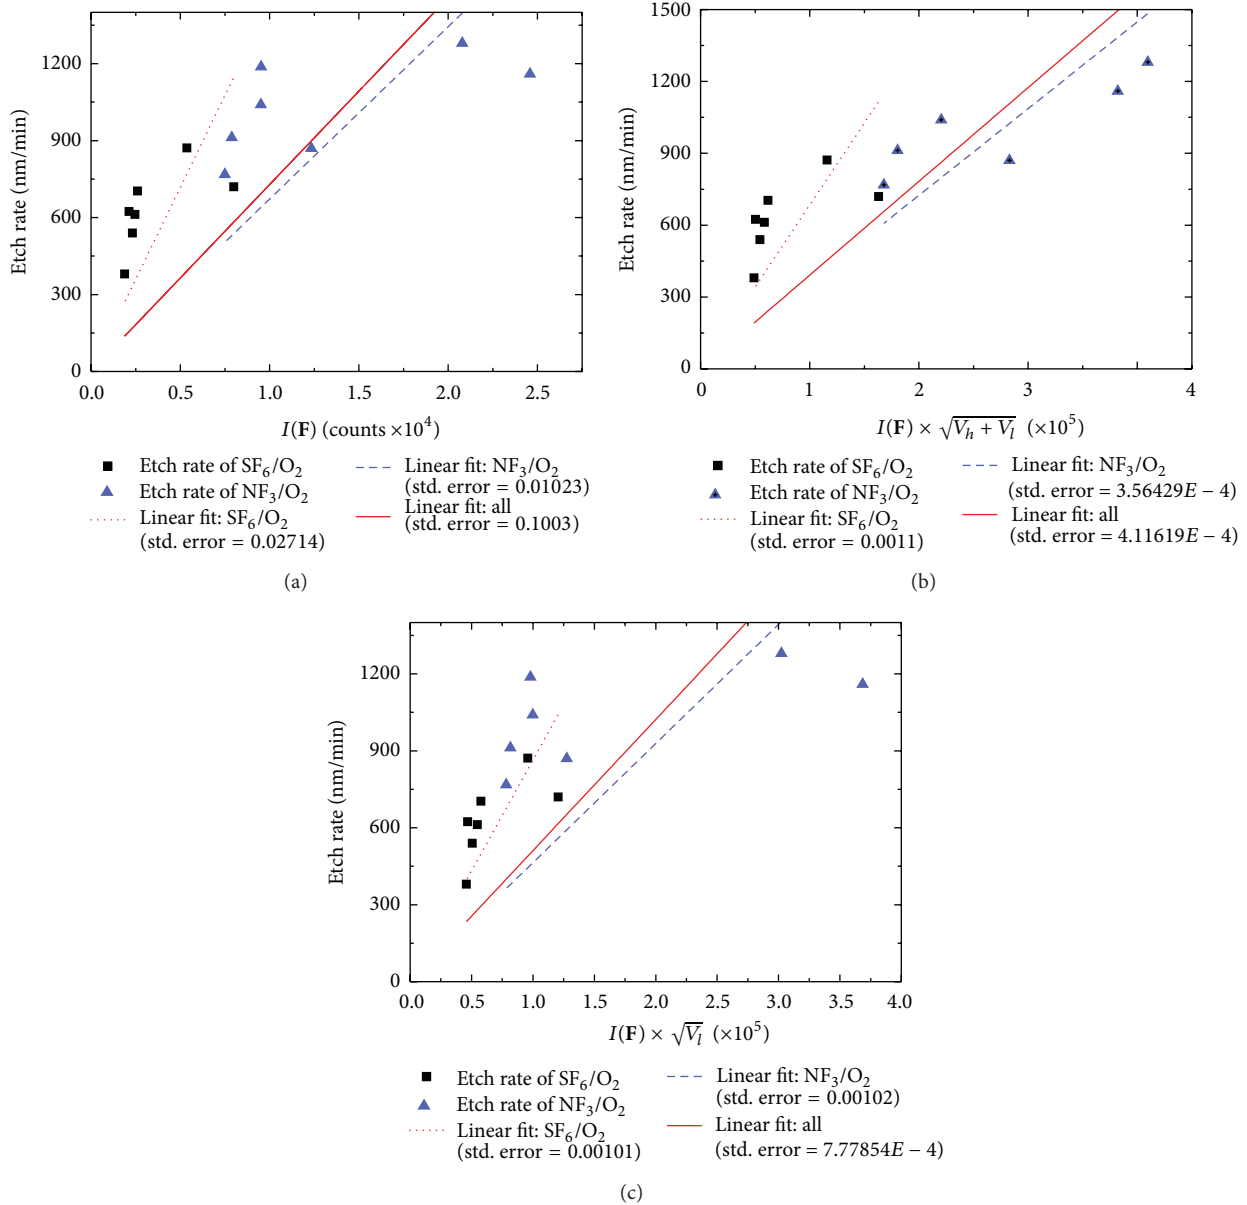 1200
900
600
300
0
Etch rate (nm/min)
0.0 0.5 1.0 1.5 2.0 2.5
I(F) (counts ×10⁴)
Etch rate of SF₆/O₂
Etch rate of NF₃/O₂
Linear fit: SF₆/O₂
(std. error = 0.02714)
Linear fit: NF₃/O₂
(std. error = 0.01023)
Linear fit: all
(std. error = 0.1003)
(a)
1500
1200
900
600
300
0
Etch rate (nm/min)
0 1 2 3 4
I(F) × √(V_h + V_l) (×10⁵)
Etch rate of SF₆/O₂
Etch rate of NF₃/O₂
Linear fit: SF₆/O₂
(std. error = 0.0011)
Linear fit: NF₃/O₂
(std. error = 3.56429E − 4)
Linear fit: all
(std. error = 4.11619E − 4)
(b)
1200
900
600
300
0
Etch rate (nm/min)
0.0 0.5 1.0 1.5 2.0 2.5 3.0 3.5 4.0
I(F) × √V_l (×10⁵)
Etch rate of SF₆/O₂
Etch rate of NF₃/O₂
Linear fit: SF₆/O₂
(std. error = 0.00101)
Linear fit: NF₃/O₂
(std. error = 0.00102)
Linear fit: all
(std. error = 7.77854E − 4)
(c)